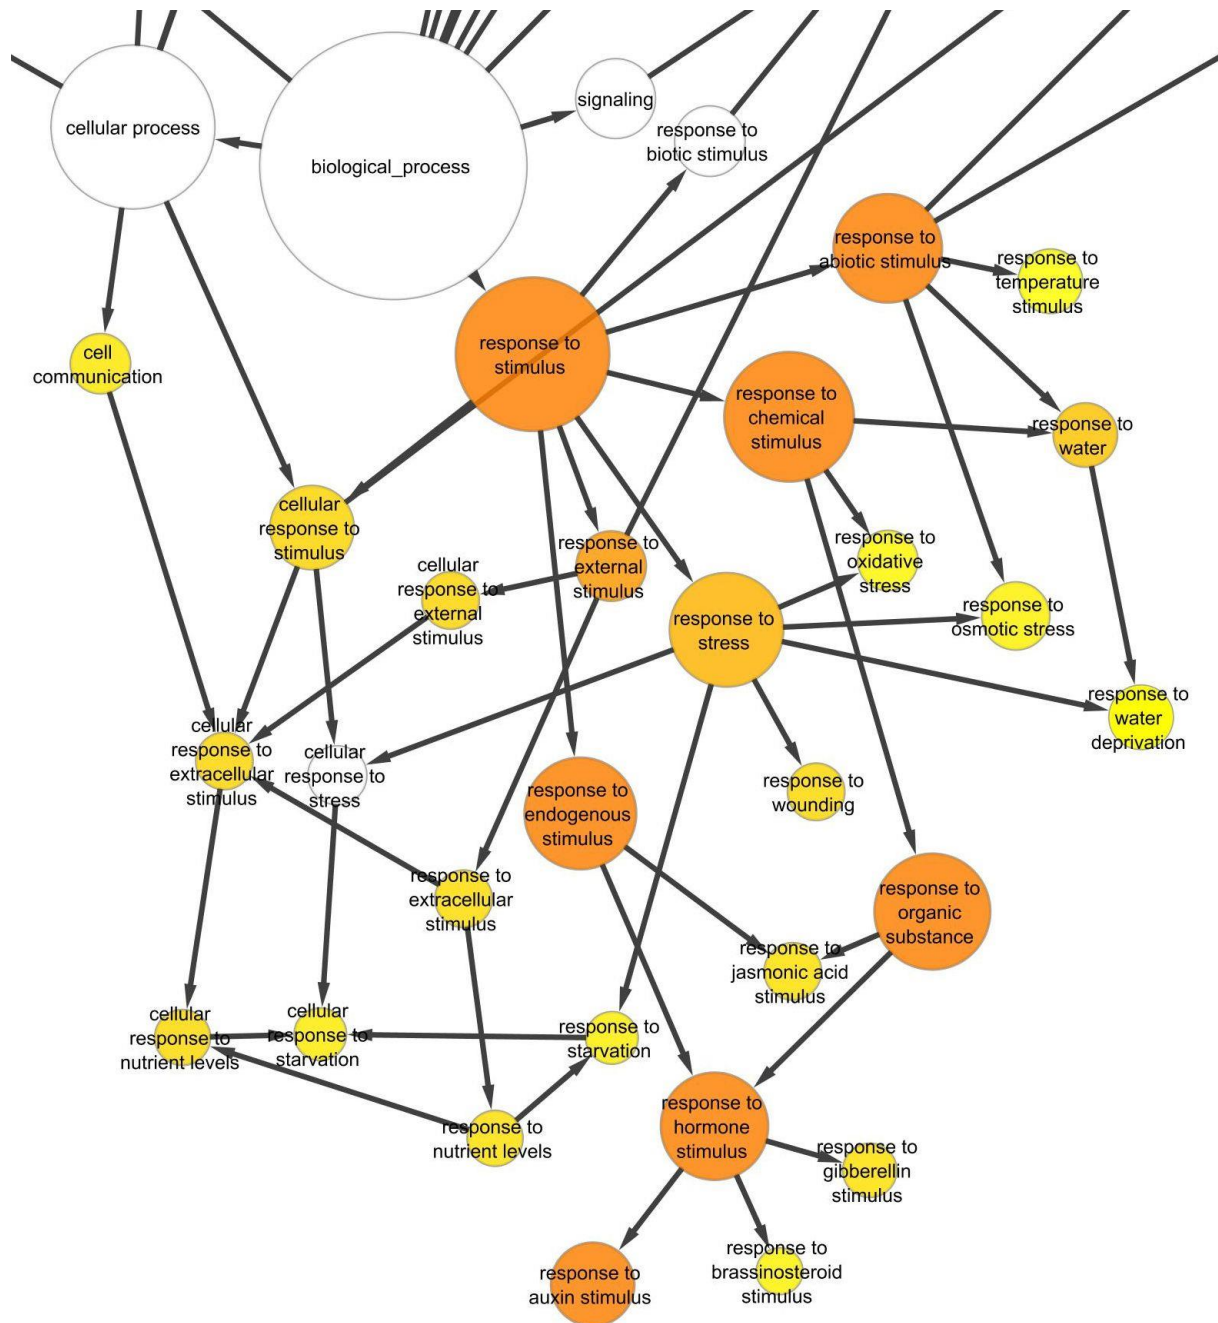 cellular process
biological_process
signaling
response to
biotic stimulus
response to
abiotic stimulus
response to
temperature
stimulus
cell
communication
response to
stimulus
response to
chemical
stimulus
response to
water
cellular
response to
stimulus
cellular
response to
external
stimulus
response to
external
stimulus
response to
stress
response to
oxidative
stress
response to
osmotic stress
response to
water
deprivation
cellular
response to
extracellular
stimulus
cellular
response to
stress
response to
endogenous
stimulus
response to
wounding
response to
extracellular
stimulus
response to
organic
substance
response to
jasmonic acid
stimulus
cellular
response to
nutrient levels
cellular
response to
starvation
response to
starvation
response to
nutrient levels
response to
hormone
stimulus
response to
gibberellin
stimulus
response to
auxin stimulus
response to
brassinosteroid
stimulus